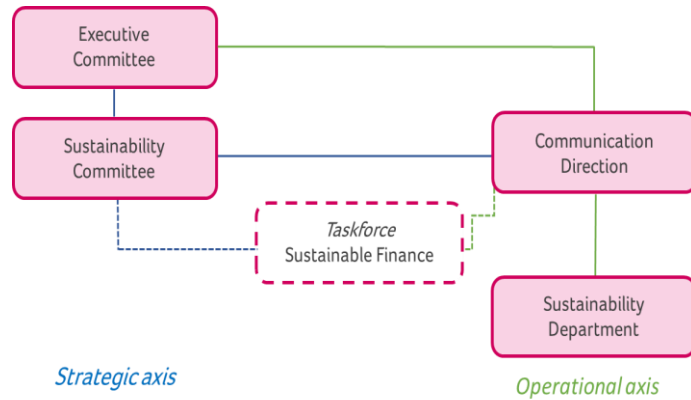 Executive
Committee
Sustainability
Committee
Communication
Direction
Taskforce
Sustainable Finance
Sustainability
Department
Strategic axis
Operational axis